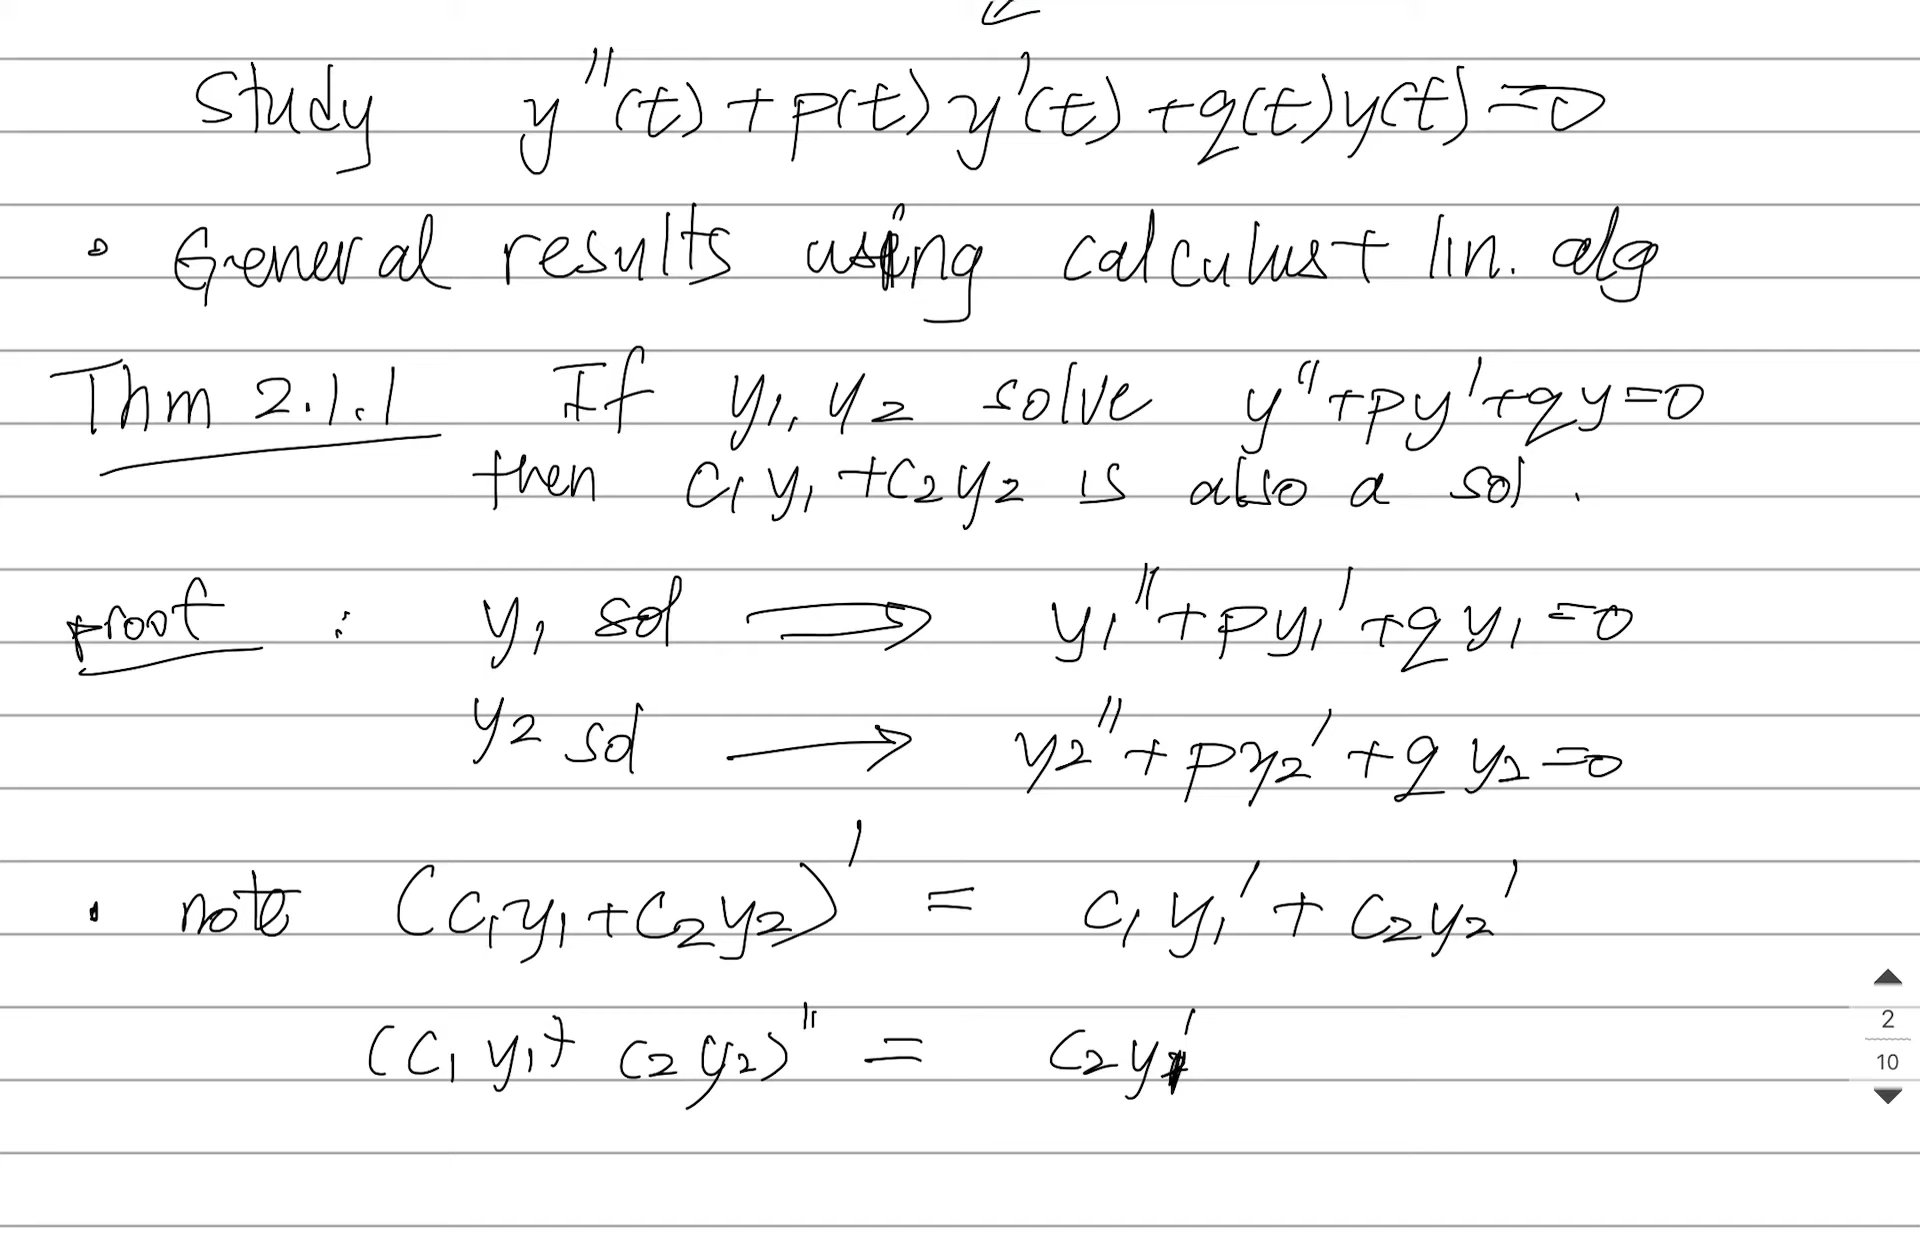 Study y''(t) + p(t) y'(t) + q(t) y(t) = 0
• General results using calculus + lin. alg
Thm 2.1.1 If y₁, y₂ solve y'' + py' + qy = 0
then c₁y₁ + c₂y₂ is also a sol.
proof : y₁ sol ⟹ y₁'' + py₁' + qy₁ = 0
y₂ sol ⟶ y₂'' + py₂' + qy₂ = 0
• note (c₁y₁ + c₂y₂)' = c₁y₁' + c₂y₂'
(c₁y₁ + c₂y₂)'' = c₂y₁'
2
10